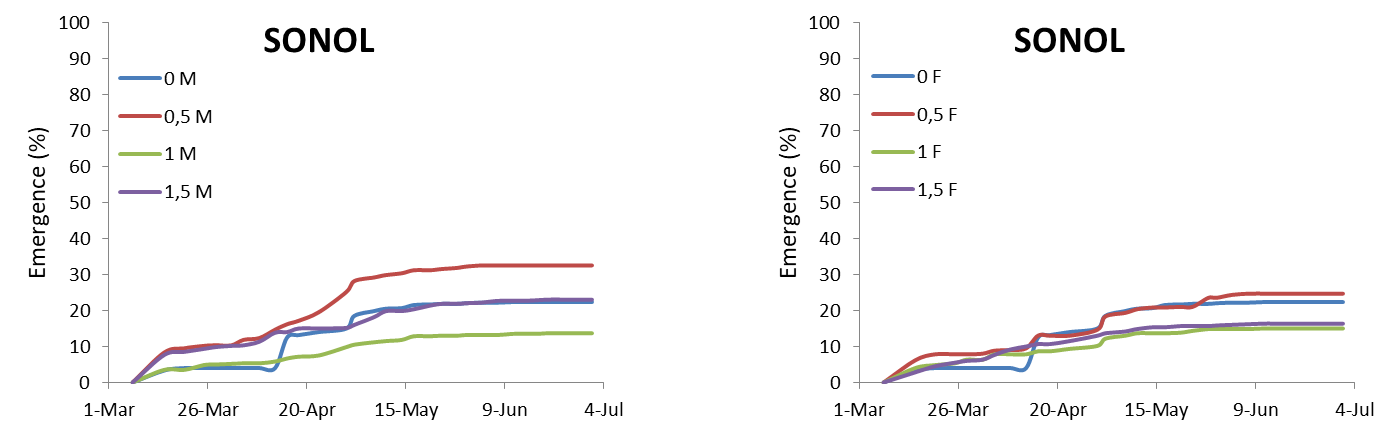 SONOL
100
90
80
70
60
50
40
30
20
10
0
Emergence (%)
0 M
0,5 M
1 M
1,5 M
1-Mar 26-Mar 20-Apr 15-May 9-Jun 4-Jul
SONOL
100
90
80
70
60
50
40
30
20
10
0
Emergence (%)
0 F
0,5 F
1 F
1,5 F
1-Mar 26-Mar 20-Apr 15-May 9-Jun 4-Jul